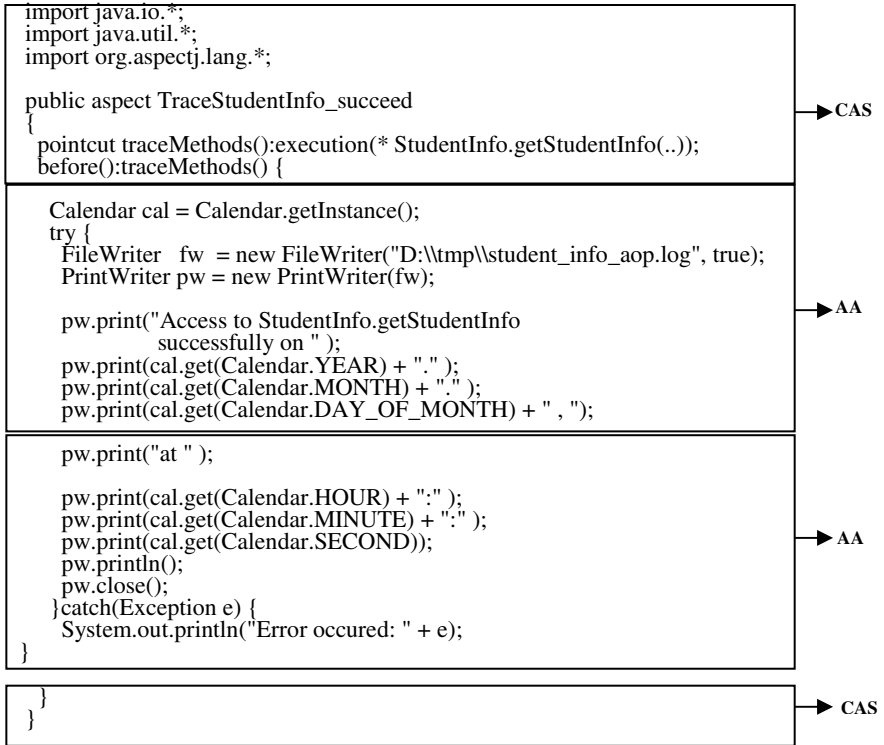 import java.io.*;
import java.util.*;
import org.aspectj.lang.*;
public aspect TraceStudentInfo_succeed
{
pointcut traceMethods():execution(* StudentInfo.getStudentInfo(..));
before():traceMethods() {
CAS
Calendar cal = Calendar.getInstance();
try {
FileWriter fw = new FileWriter("D:\\tmp\\student_info_aop.log", true);
PrintWriter pw = new PrintWriter(fw);
pw.print("Access to StudentInfo.getStudentInfo
successfully on " );
pw.print(cal.get(Calendar.YEAR) + "." );
pw.print(cal.get(Calendar.MONTH) + "." );
pw.print(cal.get(Calendar.DAY_OF_MONTH) + " , ");
AA
pw.print("at " );
pw.print(cal.get(Calendar.HOUR) + ":" );
pw.print(cal.get(Calendar.MINUTE) + ":" );
pw.print(cal.get(Calendar.SECOND));
pw.println();
pw.close();
}catch(Exception e) {
System.out.println("Error occured: " + e);
}
AA
}
}
CAS